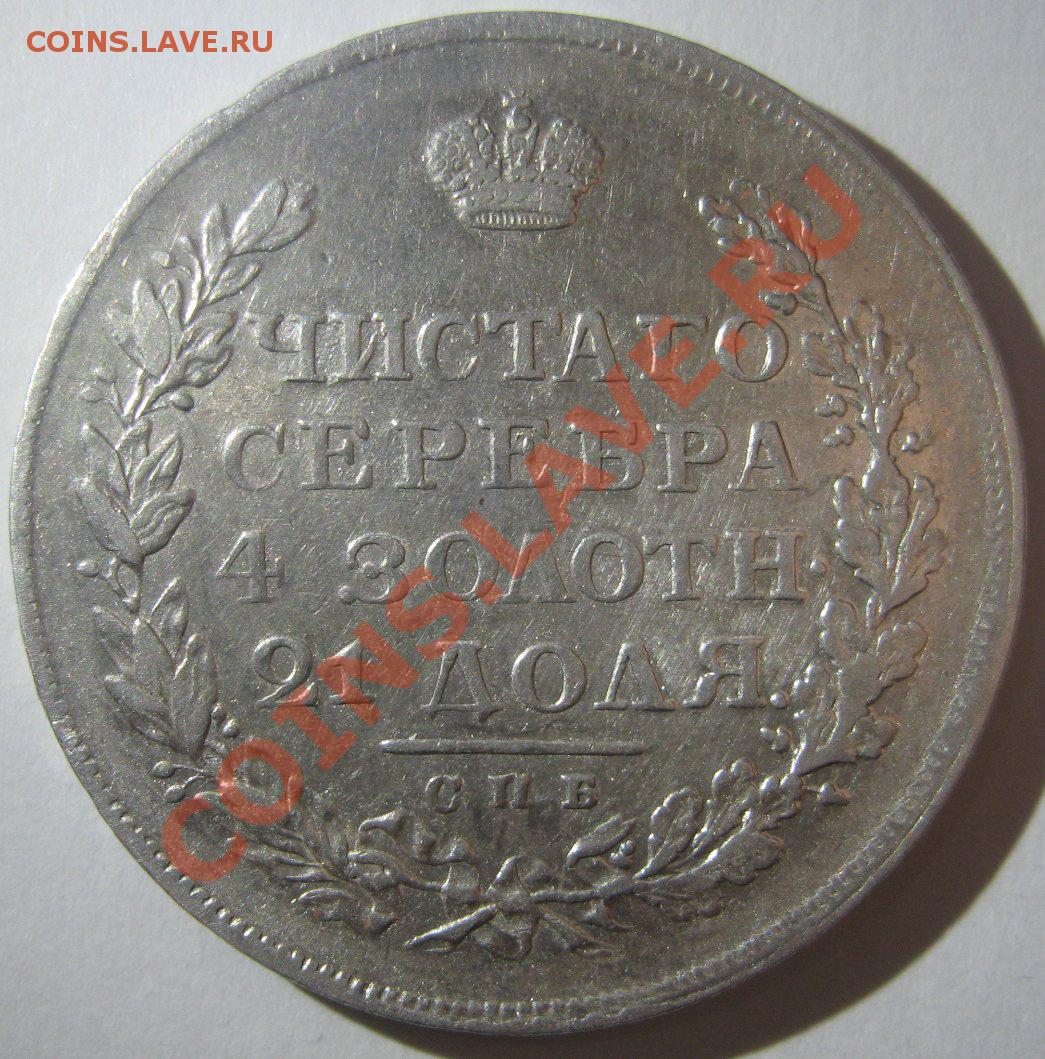 COINS.LAVE.RU
ЧИСТАГО
СЕРЕБРА
4 ЗОЛОТН.
21 ДОЛЯ.
СПБ
COINS.LAVE.RU